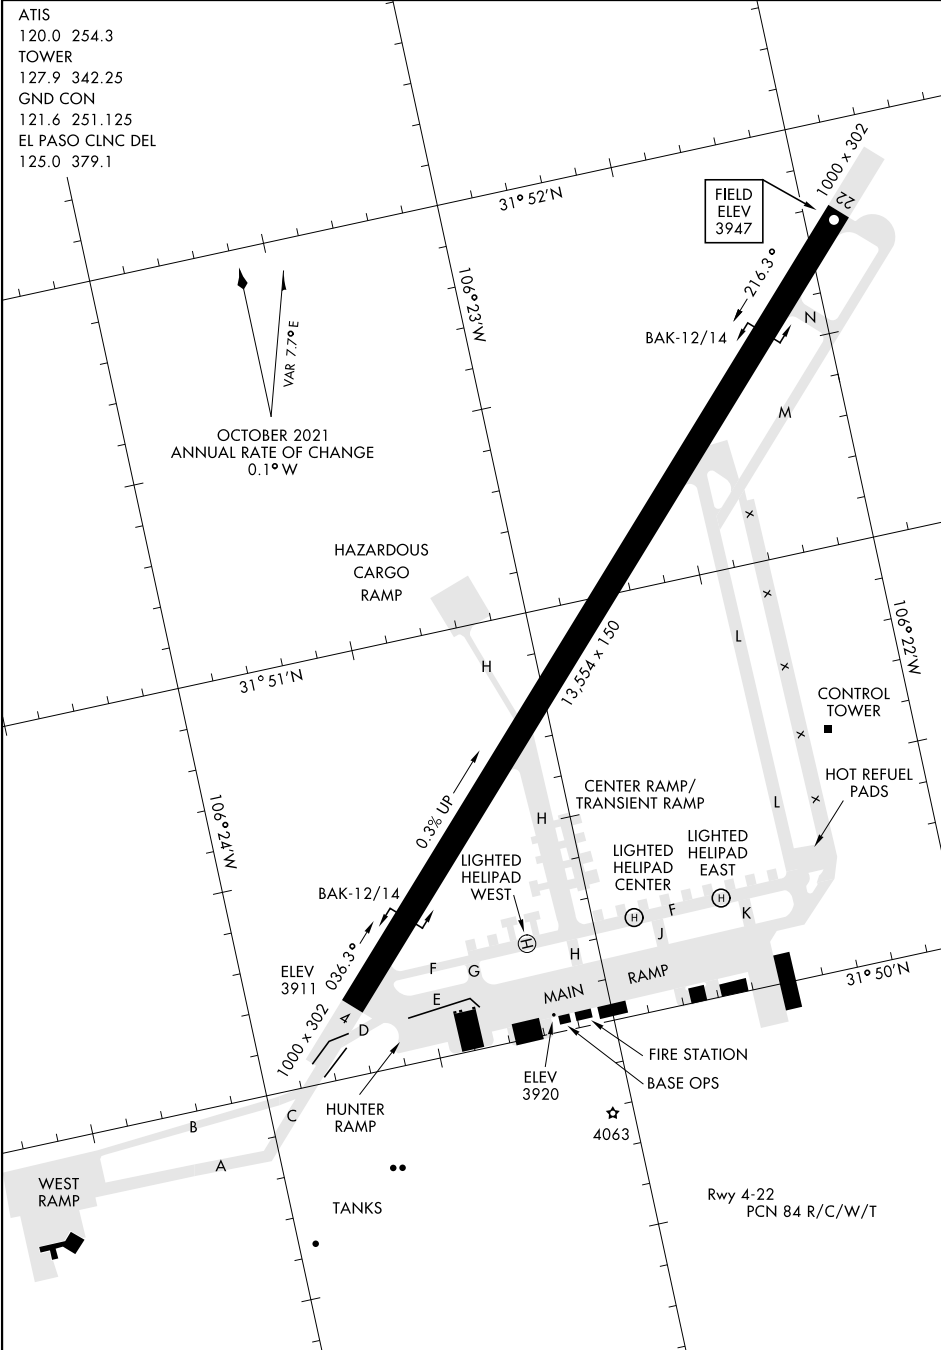 ATIS
120.0 254.3
TOWER
127.9 342.25
GND CON
121.6 251.125
EL PASO CLNC DEL
125.0 379.1
1000 x 302
22
31°52'N
FIELD
ELEV
3947
216.3°
106°23'W
VAR 7.7° E
N
BAK-12/14
M
OCTOBER 2021
ANNUAL RATE OF CHANGE
0.1° W
x
HAZARDOUS
CARGO
RAMP
x
106°22'W
L
13,554 x 150
H
x
31°51'N
CONTROL
TOWER
x
HOT REFUEL
PADS
CENTER RAMP/
TRANSIENT RAMP
L
x
106°24'W
0.3% UP
H
LIGHTED
HELIPAD
EAST
LIGHTED
HELIPAD
CENTER
LIGHTED
HELIPAD
WEST
BAK-12/14
H
H
F
K
J
H
036.3°
H
F
G
RAMP
31°50'N
ELEV
3911
E
MAIN
1000 x 302
4
D
FIRE STATION
BASE OPS
ELEV
3920
HUNTER
RAMP
C
B
4063
A
WEST
RAMP
TANKS
Rwy 4-22
PCN 84 R/C/W/T